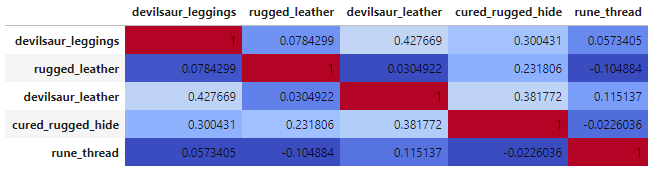 devilsaur_leggings rugged_leather devilsaur_leather cured_rugged_hide rune_thread
devilsaur_leggings 1 0.0784299 0.427669 0.300431 0.0573405
rugged_leather 0.0784299 1 0.0304922 0.231806 -0.104884
devilsaur_leather 0.427669 0.0304922 1 0.381772 0.115137
cured_rugged_hide 0.300431 0.231806 0.381772 1 -0.0226036
rune_thread 0.0573405 -0.104884 0.115137 -0.0226036 1